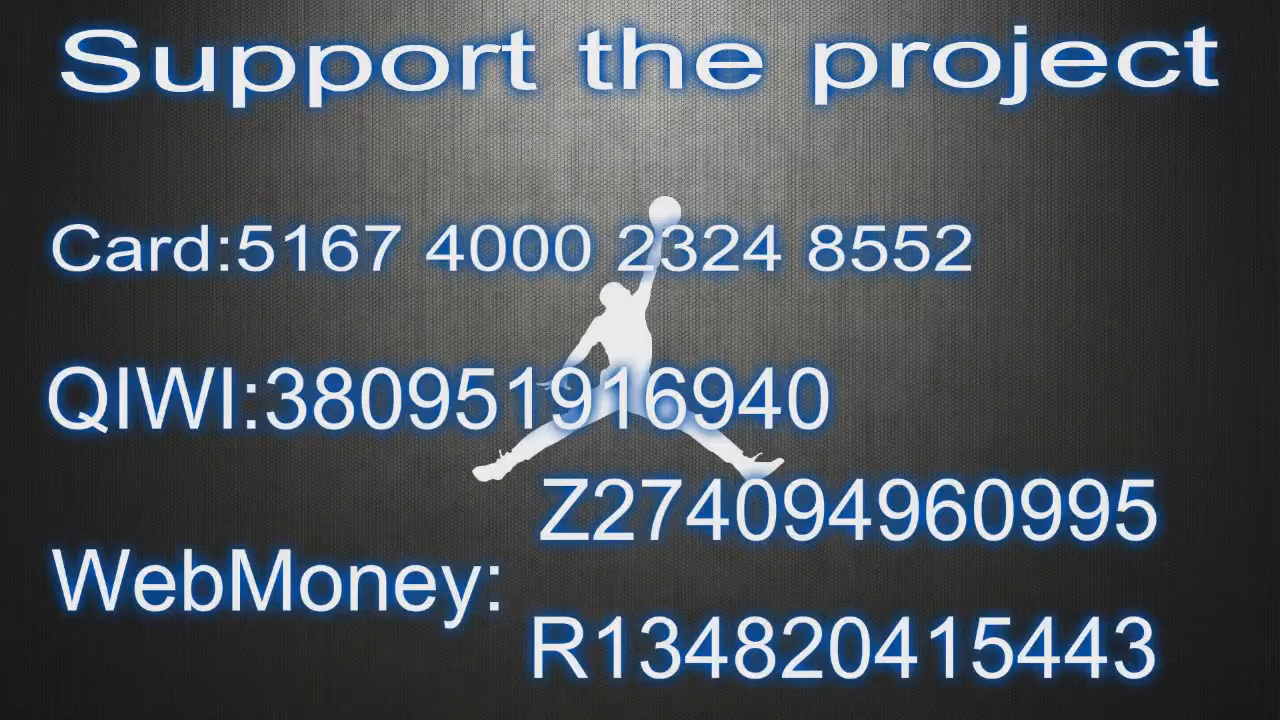 Support the project
Card:5167 4000 2324 8552
QIWI:380951916940
Z274094960995
WebMoney:
R134820415443